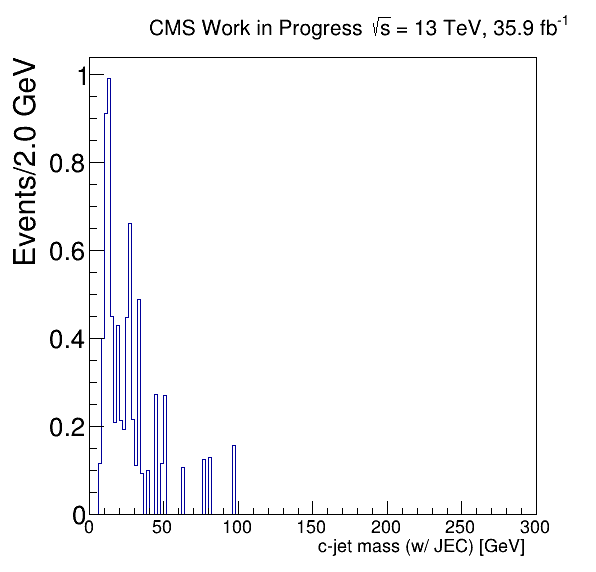 CMS Work in Progress √s = 13 TeV, 35.9 fb⁻¹
Events/2.0 GeV
1
0.8
0.6
0.4
0.2
0
0 50 100 150 200 250 300
c-jet mass (w/ JEC) [GeV]